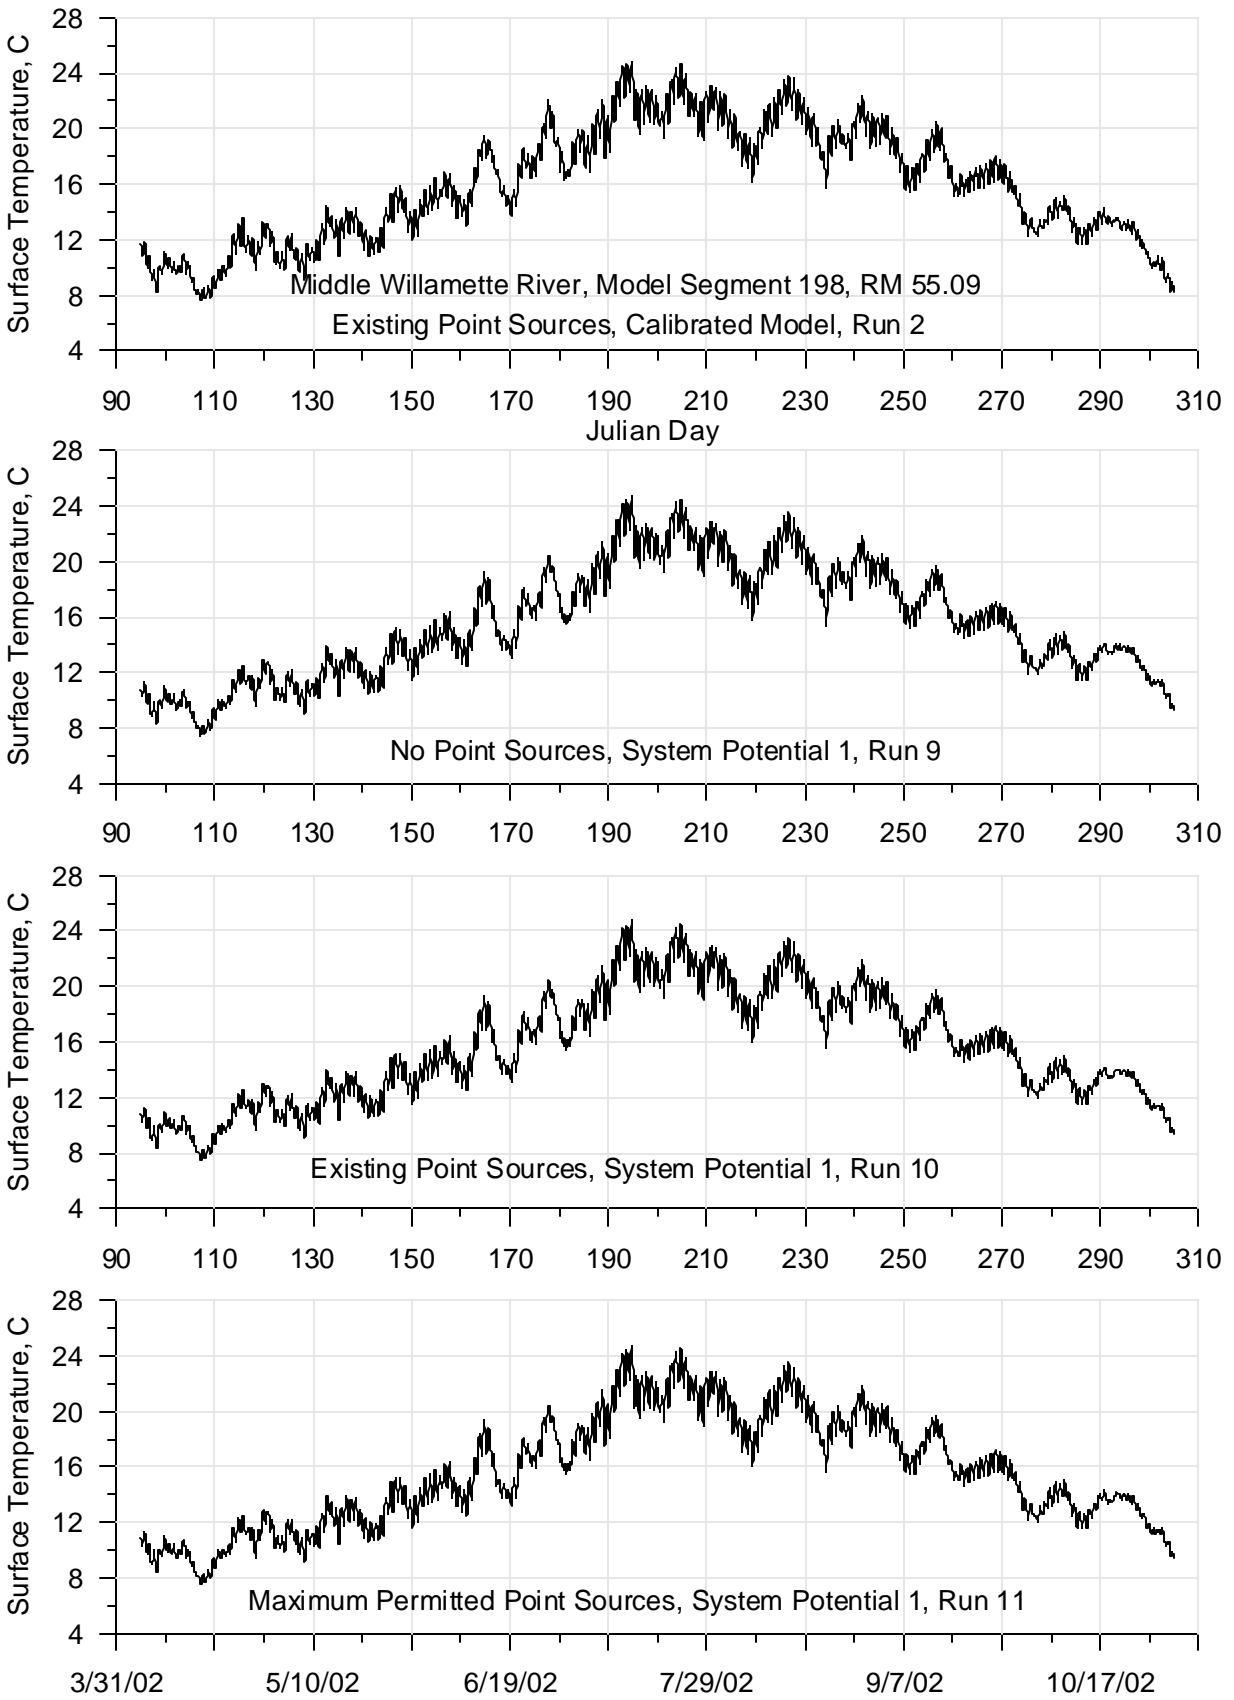 28
24
20
16
12
8
4
Surface Temperature, C
Middle Willamette River, Model Segment 198, RM 55.09
Existing Point Sources, Calibrated Model, Run 2
90 110 130 150 170 190 210 230 250 270 290 310
Julian Day
28
24
20
16
12
8
4
Surface Temperature, C
No Point Sources, System Potential 1, Run 9
90 110 130 150 170 190 210 230 250 270 290 310
28
24
20
16
12
8
4
Surface Temperature, C
Existing Point Sources, System Potential 1, Run 10
90 110 130 150 170 190 210 230 250 270 290 310
28
24
20
16
12
8
4
Surface Temperature, C
Maximum Permitted Point Sources, System Potential 1, Run 11
3/31/02 5/10/02 6/19/02 7/29/02 9/7/02 10/17/02